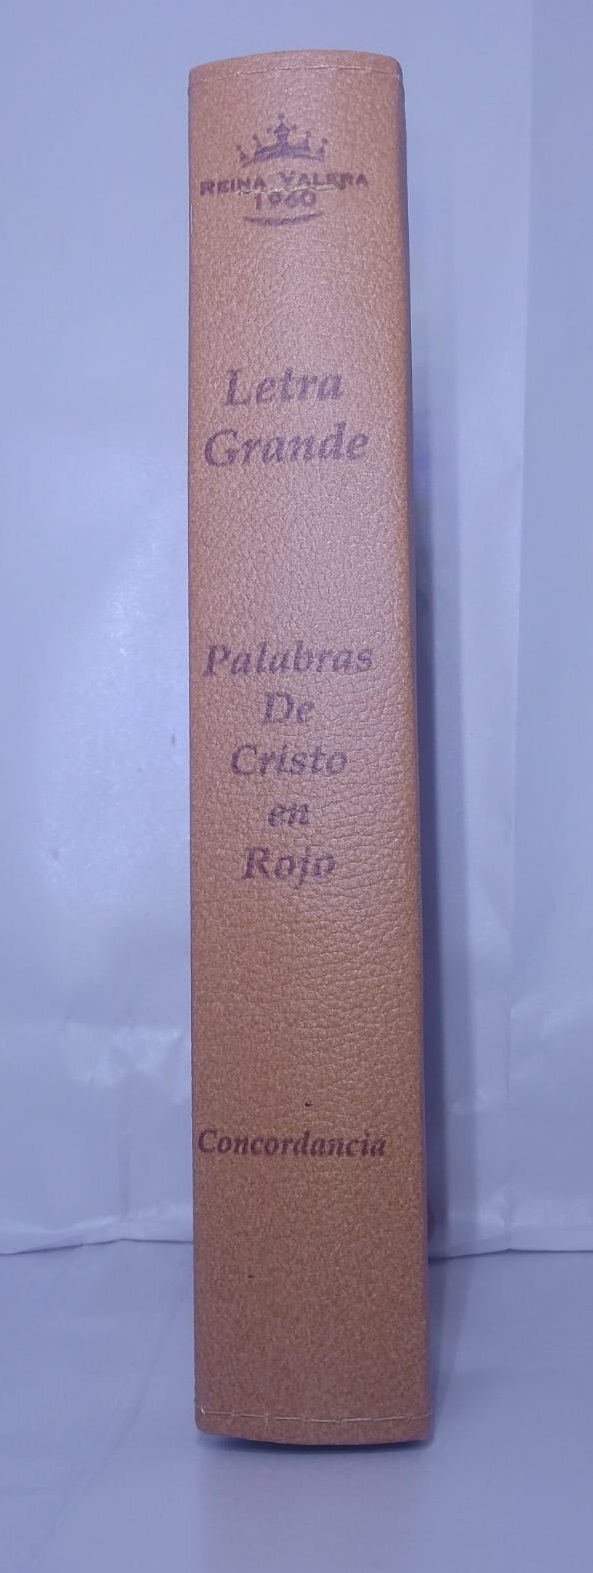 REINA VALERA
1960
Letra
Grande
Palabras
De
Cristo
en
Rojo
Concordancia